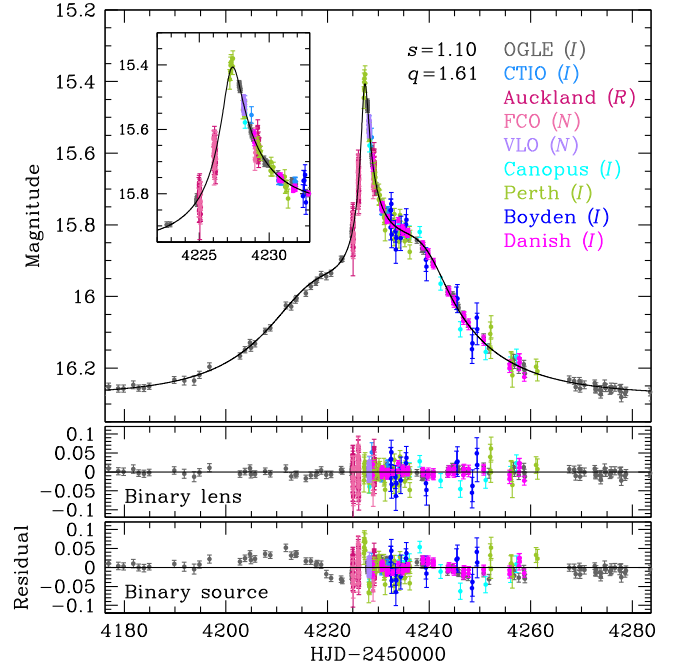 15.2
15.4
15.6
15.8
16
16.2
Magnitude
15.4
15.6
15.8
4225 4230
s=1.10
q=1.61
OGLE (I)
CTIO (I)
Auckland (R)
FCO (N)
VLO (N)
Canopus (I)
Perth (I)
Boyden (I)
Danish (I)
0.1
0.05
0
−0.05
−0.1
Binary lens
0.1
0.05
0
−0.05
−0.1
Binary source
Residual
4180 4200 4220 4240 4260 4280
HJD−2450000